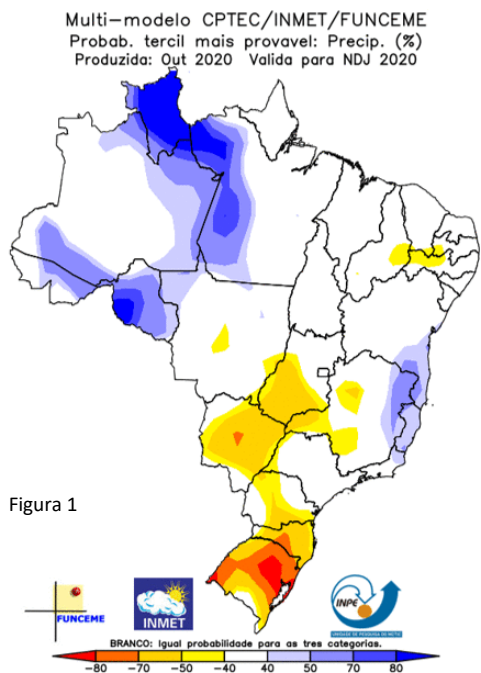 Multi-modelo CPTEC/INMET/FUNCEME
Probab. tercil mais provavel: Precip. (%)
Produzida: Out 2020 Valida para NDJ 2020
Figura 1
FUNCEME
INMET
INPE
BRANCO: Igual probabilidade para as tres categorias.
−80 −70 −50 −40 40 50 70 80